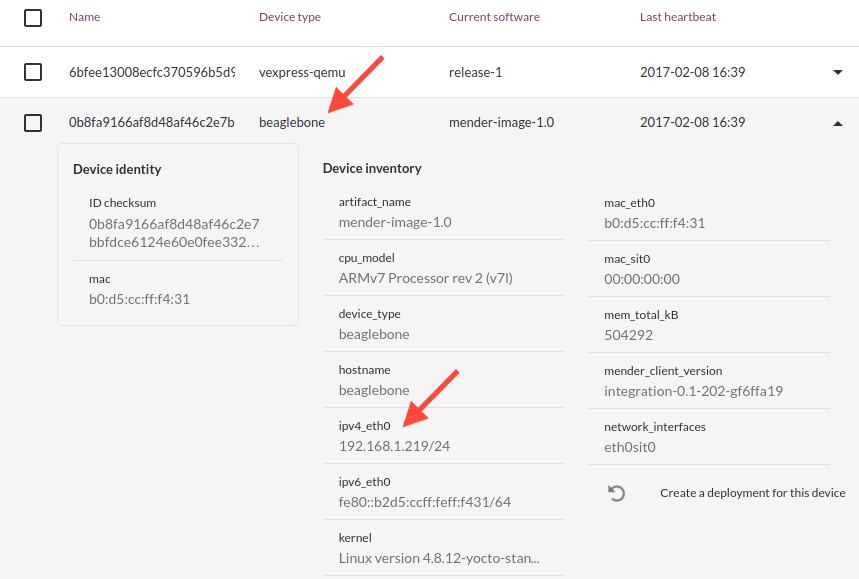 Name Device type Current software Last heartbeat
6bfee13008ecfc370596b5d9 vexpress-qemu release-1 2017-02-08 16:39
0b8fa9166af8d48af46c2e7b beaglebone mender-image-1.0 2017-02-08 16:39
Device identity
ID checksum
0b8fa9166af8d48af46c2e7
bbfdce6124e60e0fee332...
mac
b0:d5:cc:ff:f4:31
Device inventory
artifact_name
mender-image-1.0
cpu_model
ARMv7 Processor rev 2 (v7l)
device_type
beaglebone
hostname
beaglebone
ipv4_eth0
192.168.1.219/24
ipv6_eth0
fe80::b2d5:ccff:feff:f431/64
kernel
Linux version 4.8.12-yocto-stan...
mac_eth0
b0:d5:cc:ff:f4:31
mac_sit0
00:00:00:00
mem_total_kB
504292
mender_client_version
integration-0.1-202-gf6ffa19
network_interfaces
eth0sit0
Create a deployment for this device